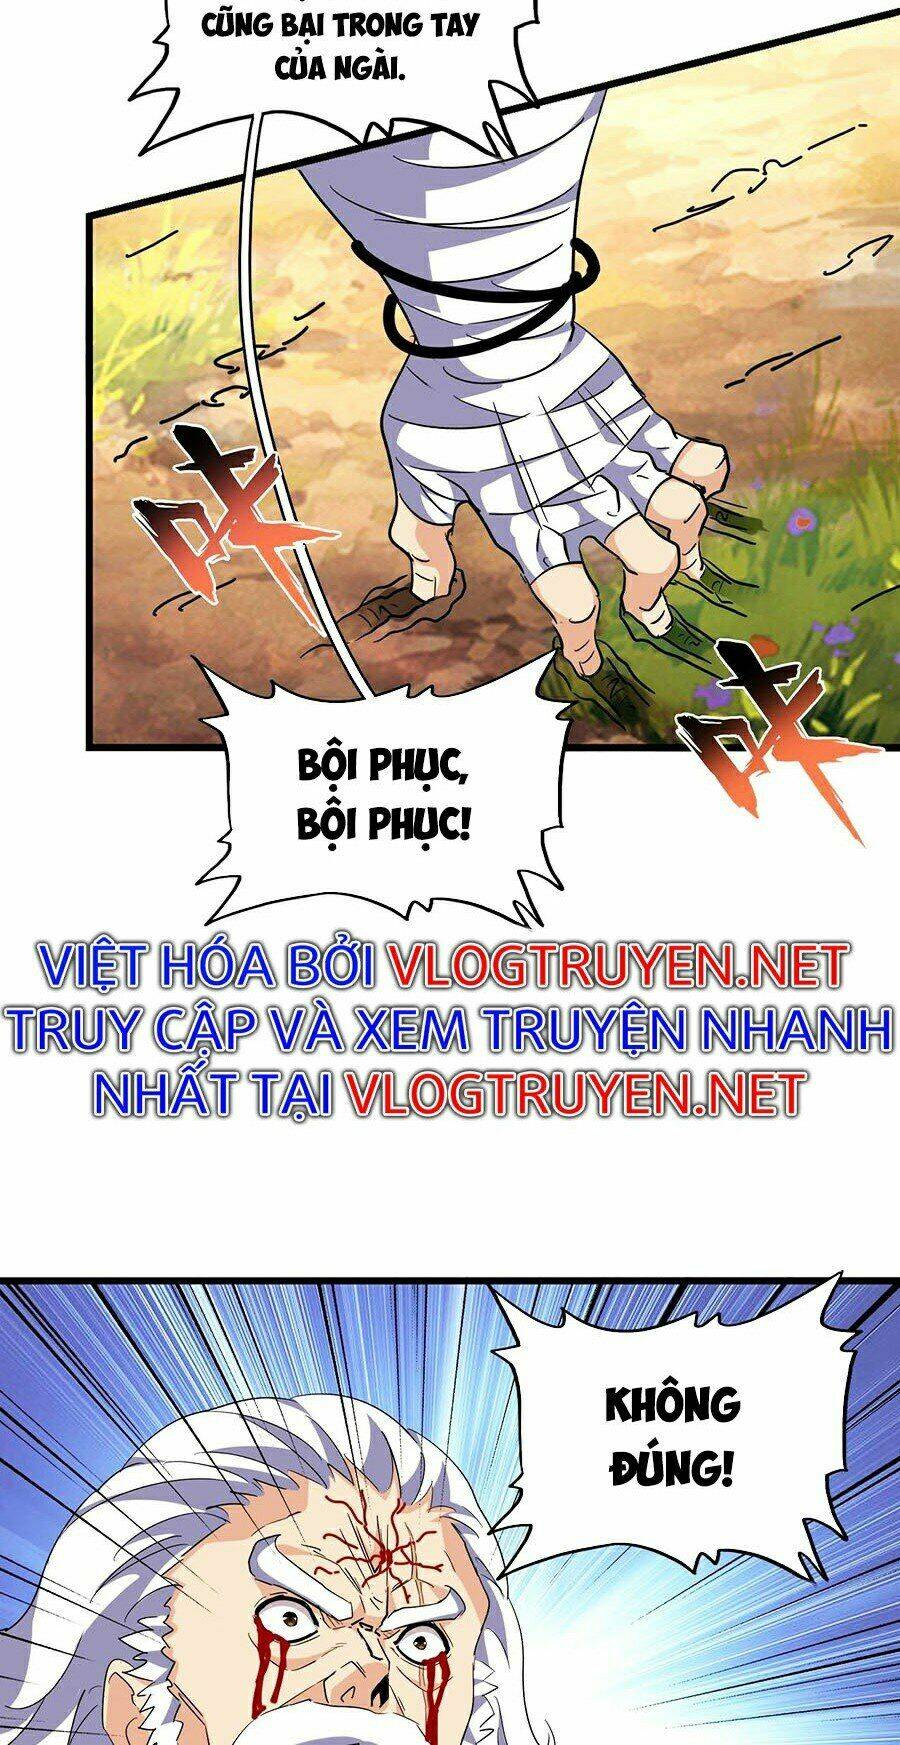 CŨNG BẠI TRONG TAY
CỦA NGÀI.
BỘI PHỤC,
BỘI PHỤC!
VIỆT HÓA BỞI VLOGTRUYEN.NET
TRUY CẬP VÀ XEM TRUYỆN NHANH
NHẤT TẠI VLOGTRUYEN.NET
KHÔNG
ĐÚNG!